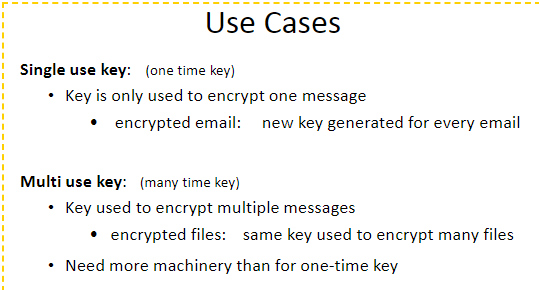 Use Cases
Single use key: (one time key)
• Key is only used to encrypt one message
• encrypted email: new key generated for every email
Multi use key: (many time key)
• Key used to encrypt multiple messages
• encrypted files: same key used to encrypt many files
• Need more machinery than for one-time key